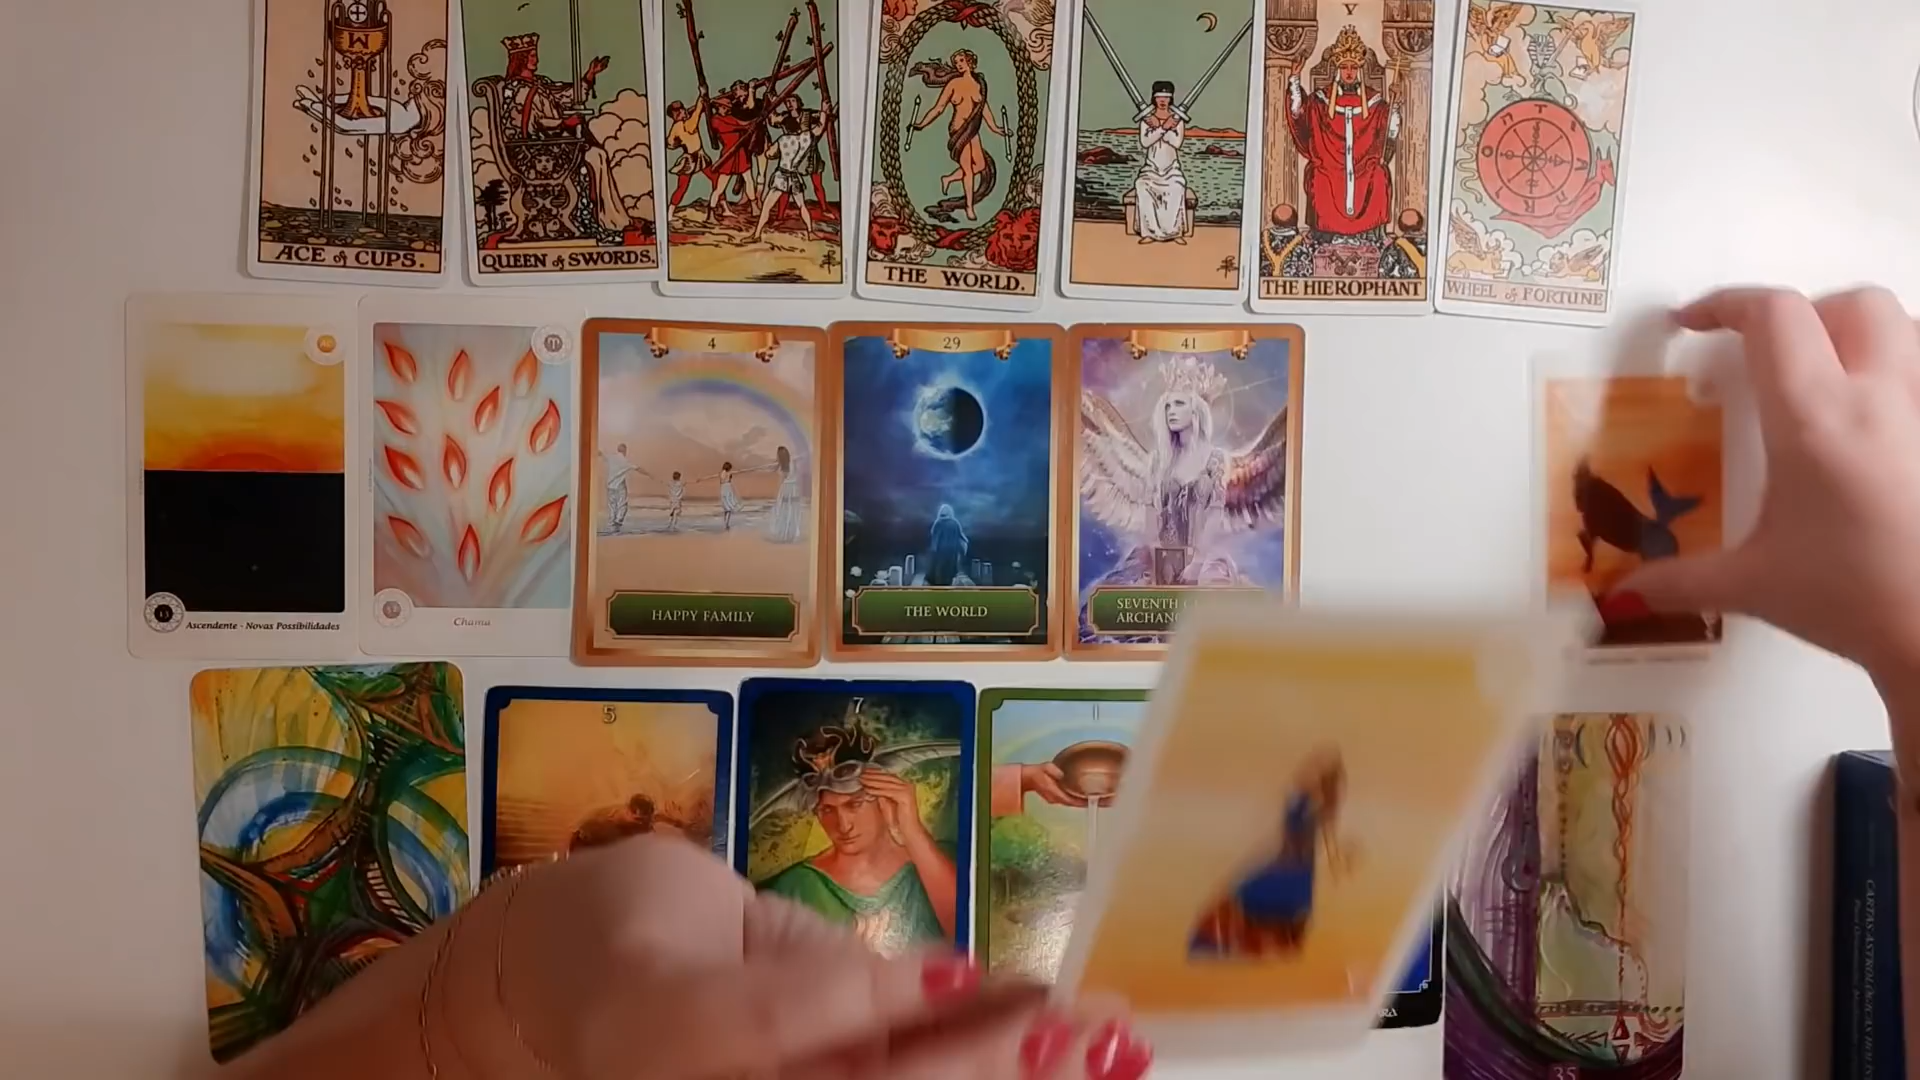 V
X
ACE of CUPS.
QUEEN of SWORDS.
THE WORLD.
THE HIEROPHANT
WHEEL of FORTUNE
4
29
41
HAPPY FAMILY
THE WORLD
SEVENTH
ARCHAN
Ascendente - Novas Possibilidades
Chama
5
7
35